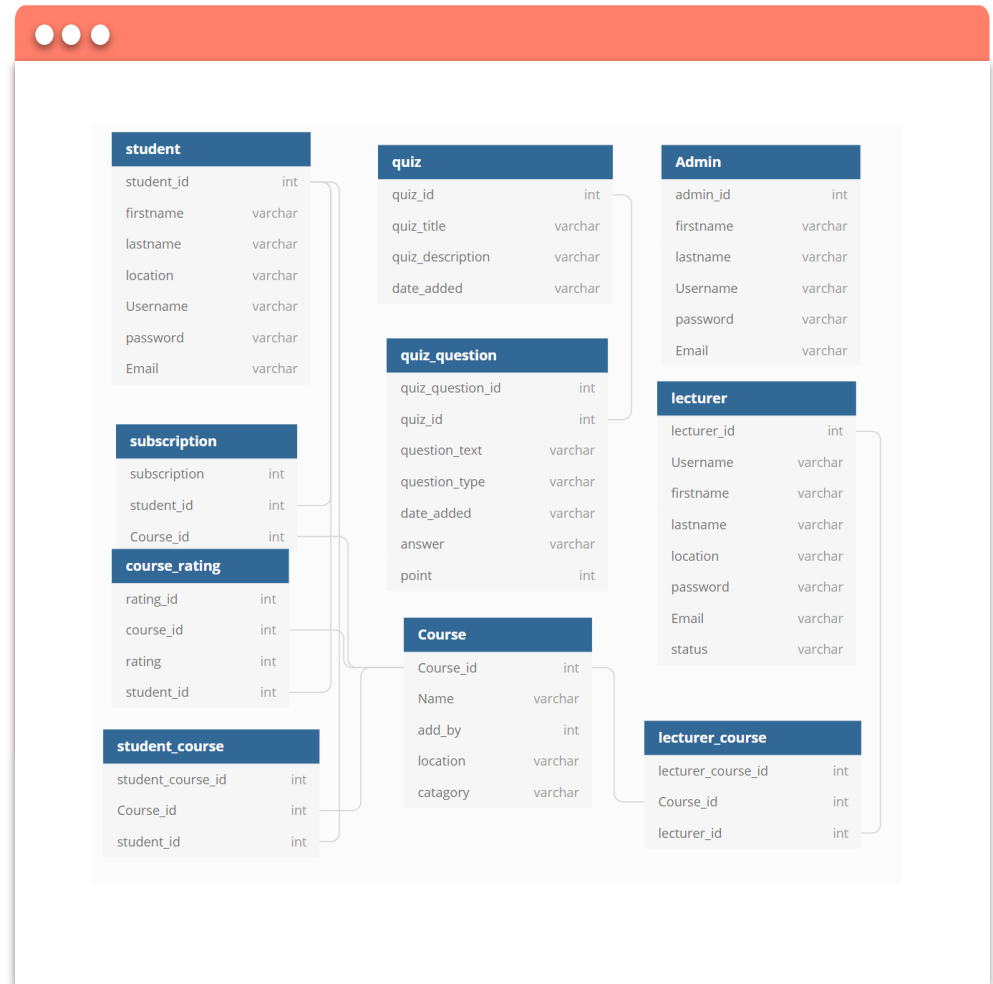 student
student_id int
firstname varchar
lastname varchar
location varchar
Username varchar
password varchar
Email varchar
subscription
subscription int
student_id int
Course_id int
course_rating
rating_id int
course_id int
rating int
student_id int
student_course
student_course_id int
Course_id int
student_id int
quiz
quiz_id int
quiz_title varchar
quiz_description varchar
date_added varchar
quiz_question
quiz_question_id int
quiz_id int
question_text varchar
question_type varchar
date_added varchar
answer varchar
point int
Course
Course_id int
Name varchar
add_by int
location varchar
catagory varchar
Admin
admin_id int
firstname varchar
lastname varchar
Username varchar
password varchar
Email varchar
lecturer
lecturer_id int
Username varchar
firstname varchar
lastname varchar
location varchar
password varchar
Email varchar
status varchar
lecturer_course
lecturer_course_id int
Course_id int
lecturer_id int